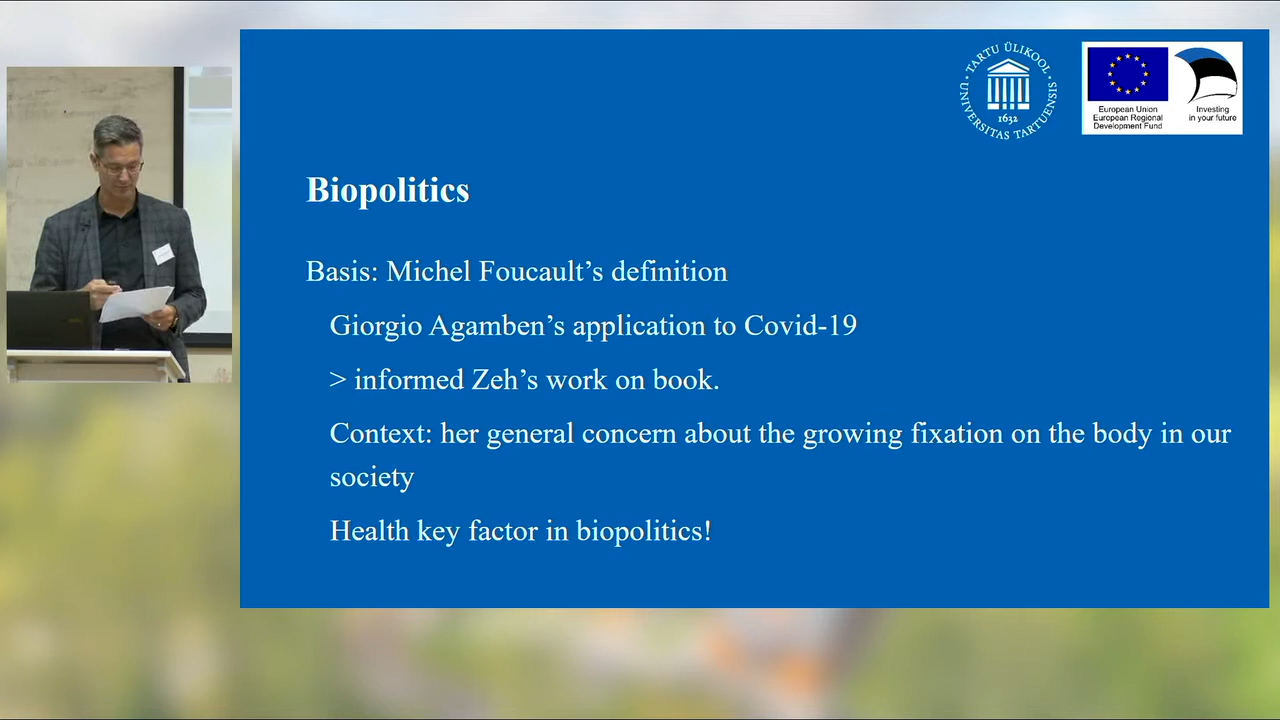 TARTU ÜLIKOOL
UNIVERSITAS TARTUENSIS
1632
European Union
European Regional
Development Fund
Investing
in your future
Biopolitics
Basis: Michel Foucault’s definition
Giorgio Agamben’s application to Covid-19
> informed Zeh’s work on book.
Context: her general concern about the growing fixation on the body in our
society
Health key factor in biopolitics!